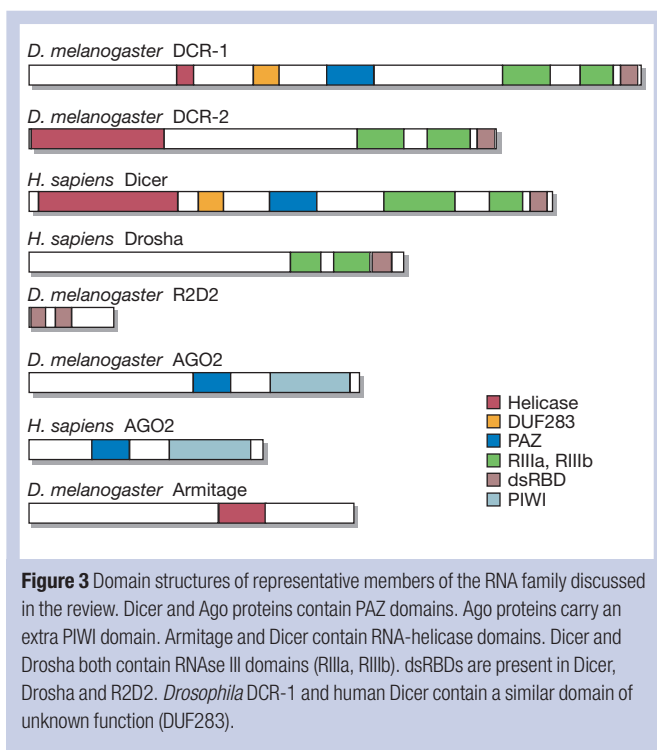 D. melanogaster DCR-1
D. melanogaster DCR-2
H. sapiens Dicer
H. sapiens Drosha
D. melanogaster R2D2
D. melanogaster AGO2
H. sapiens AGO2
D. melanogaster Armitage
Helicase
DUF283
PAZ
RIIIa, RIIIb
dsRBD
PIWI
Figure 3 Domain structures of representative members of the RNA family discussed
in the review. Dicer and Ago proteins contain PAZ domains. Ago proteins carry an
extra PIWI domain. Armitage and Dicer contain RNA-helicase domains. Dicer and
Drosha both contain RNAse III domains (RIIIa, RIIIb). dsRBDs are present in Dicer,
Drosha and R2D2. Drosophila DCR-1 and human Dicer contain a similar domain of
unknown function (DUF283).